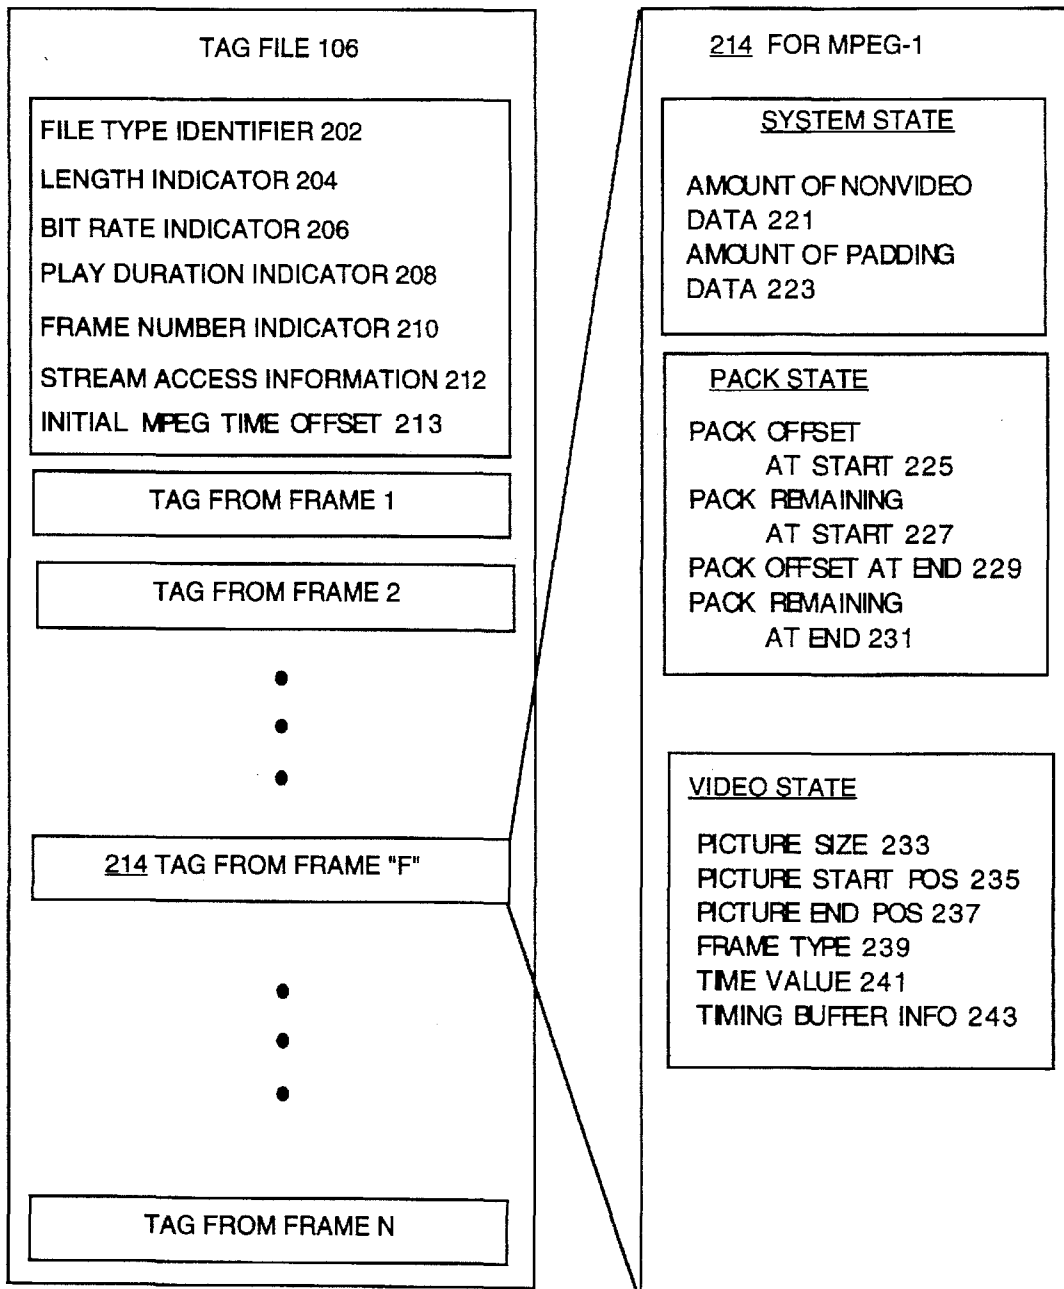 TAG FILE 106
FILE TYPE IDENTIFIER 202
LENGTH INDICATOR 204
BIT RATE INDICATOR 206
PLAY DURATION INDICATOR 208
FRAME NUMBER INDICATOR 210
STREAM ACCESS INFORMATION 212
INITIAL MPEG TIME OFFSET 213
TAG FROM FRAME 1
TAG FROM FRAME 2
214 TAG FROM FRAME "F"
TAG FROM FRAME N
214 FOR MPEG-1
SYSTEM STATE
AMOUNT OF NONVIDEO
DATA 221
AMOUNT OF PADDING
DATA 223
PACK STATE
PACK OFFSET
AT START 225
PACK REMAINING
AT START 227
PACK OFFSET AT END 229
PACK REMAINING
AT END 231
VIDEO STATE
PICTURE SIZE 233
PICTURE START POS 235
PICTURE END POS 237
FRAME TYPE 239
TIME VALUE 241
TIMING BUFFER INFO 243